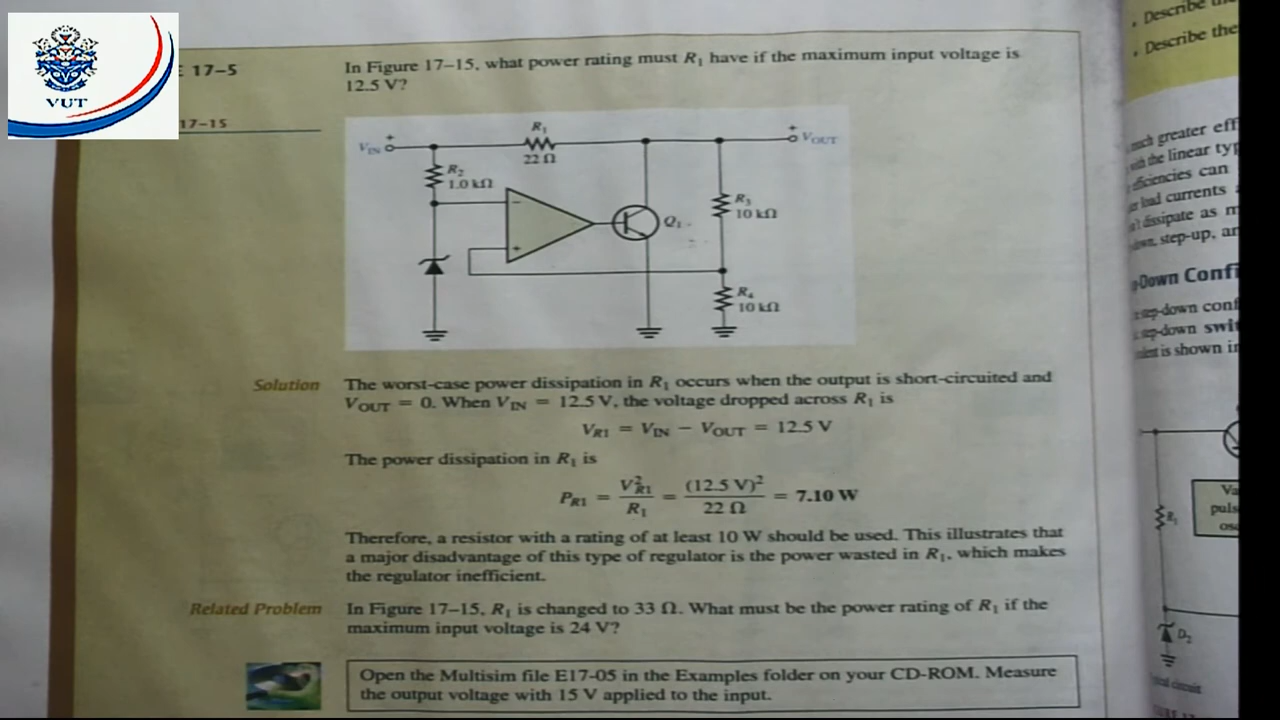 VUT
E 17-5
In Figure 17–15, what power rating must R1 have if the maximum input voltage is
12.5 V?
17-15
VIN
R1
22 Ω
VOUT
R2
1.0 kΩ
Q1
R3
10 kΩ
R4
10 kΩ
Solution
The worst-case power dissipation in R1 occurs when the output is short-circuited and
VOUT = 0. When VIN = 12.5 V, the voltage dropped across R1 is
VR1 = VIN − VOUT = 12.5 V
The power dissipation in R1 is
PR1 = V²R1 / R1 = (12.5 V)² / 22 Ω = 7.10 W
Therefore, a resistor with a rating of at least 10 W should be used. This illustrates that
a major disadvantage of this type of regulator is the power wasted in R1, which makes
the regulator inefficient.
Related Problem
In Figure 17–15, R1 is changed to 33 Ω. What must be the power rating of R1 if the
maximum input voltage is 24 V?
Open the Multisim file E17-05 in the Examples folder on your CD-ROM. Measure
the output voltage with 15 V applied to the input.
• Describe
• Describe the
much greater eff
with the linear typ
efficiencies can
load currents
dissipate as m
down, step-up, an
-Down Confi
step-down conf
step-down swit
is shown in
R1
puls
D2
circuit